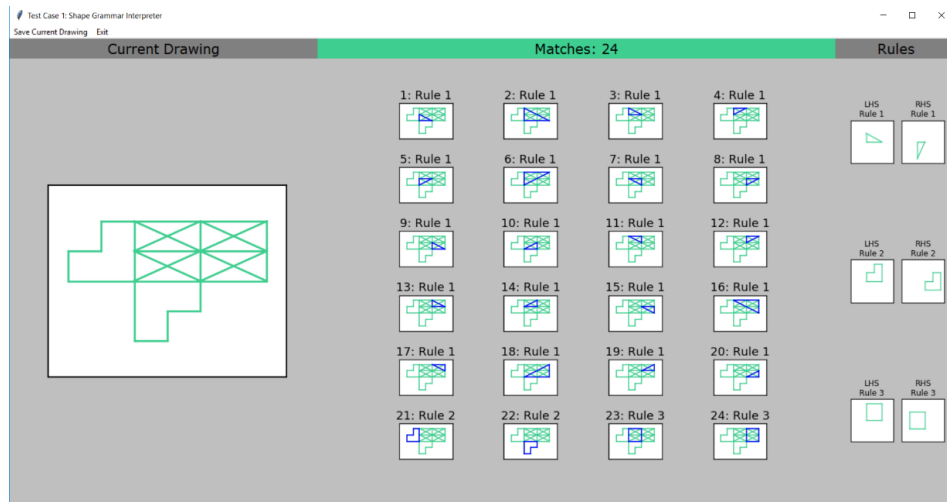 Test Case 1: Shape Grammar Interpreter
Save Current Drawing Exit
Current Drawing
Matches: 24
Rules
1: Rule 1
2: Rule 1
3: Rule 1
4: Rule 1
5: Rule 1
6: Rule 1
7: Rule 1
8: Rule 1
9: Rule 1
10: Rule 1
11: Rule 1
12: Rule 1
13: Rule 1
14: Rule 1
15: Rule 1
16: Rule 1
17: Rule 1
18: Rule 1
19: Rule 1
20: Rule 1
21: Rule 2
22: Rule 2
23: Rule 3
24: Rule 3
LHS
Rule 1
RHS
Rule 1
LHS
Rule 2
RHS
Rule 2
LHS
Rule 3
RHS
Rule 3